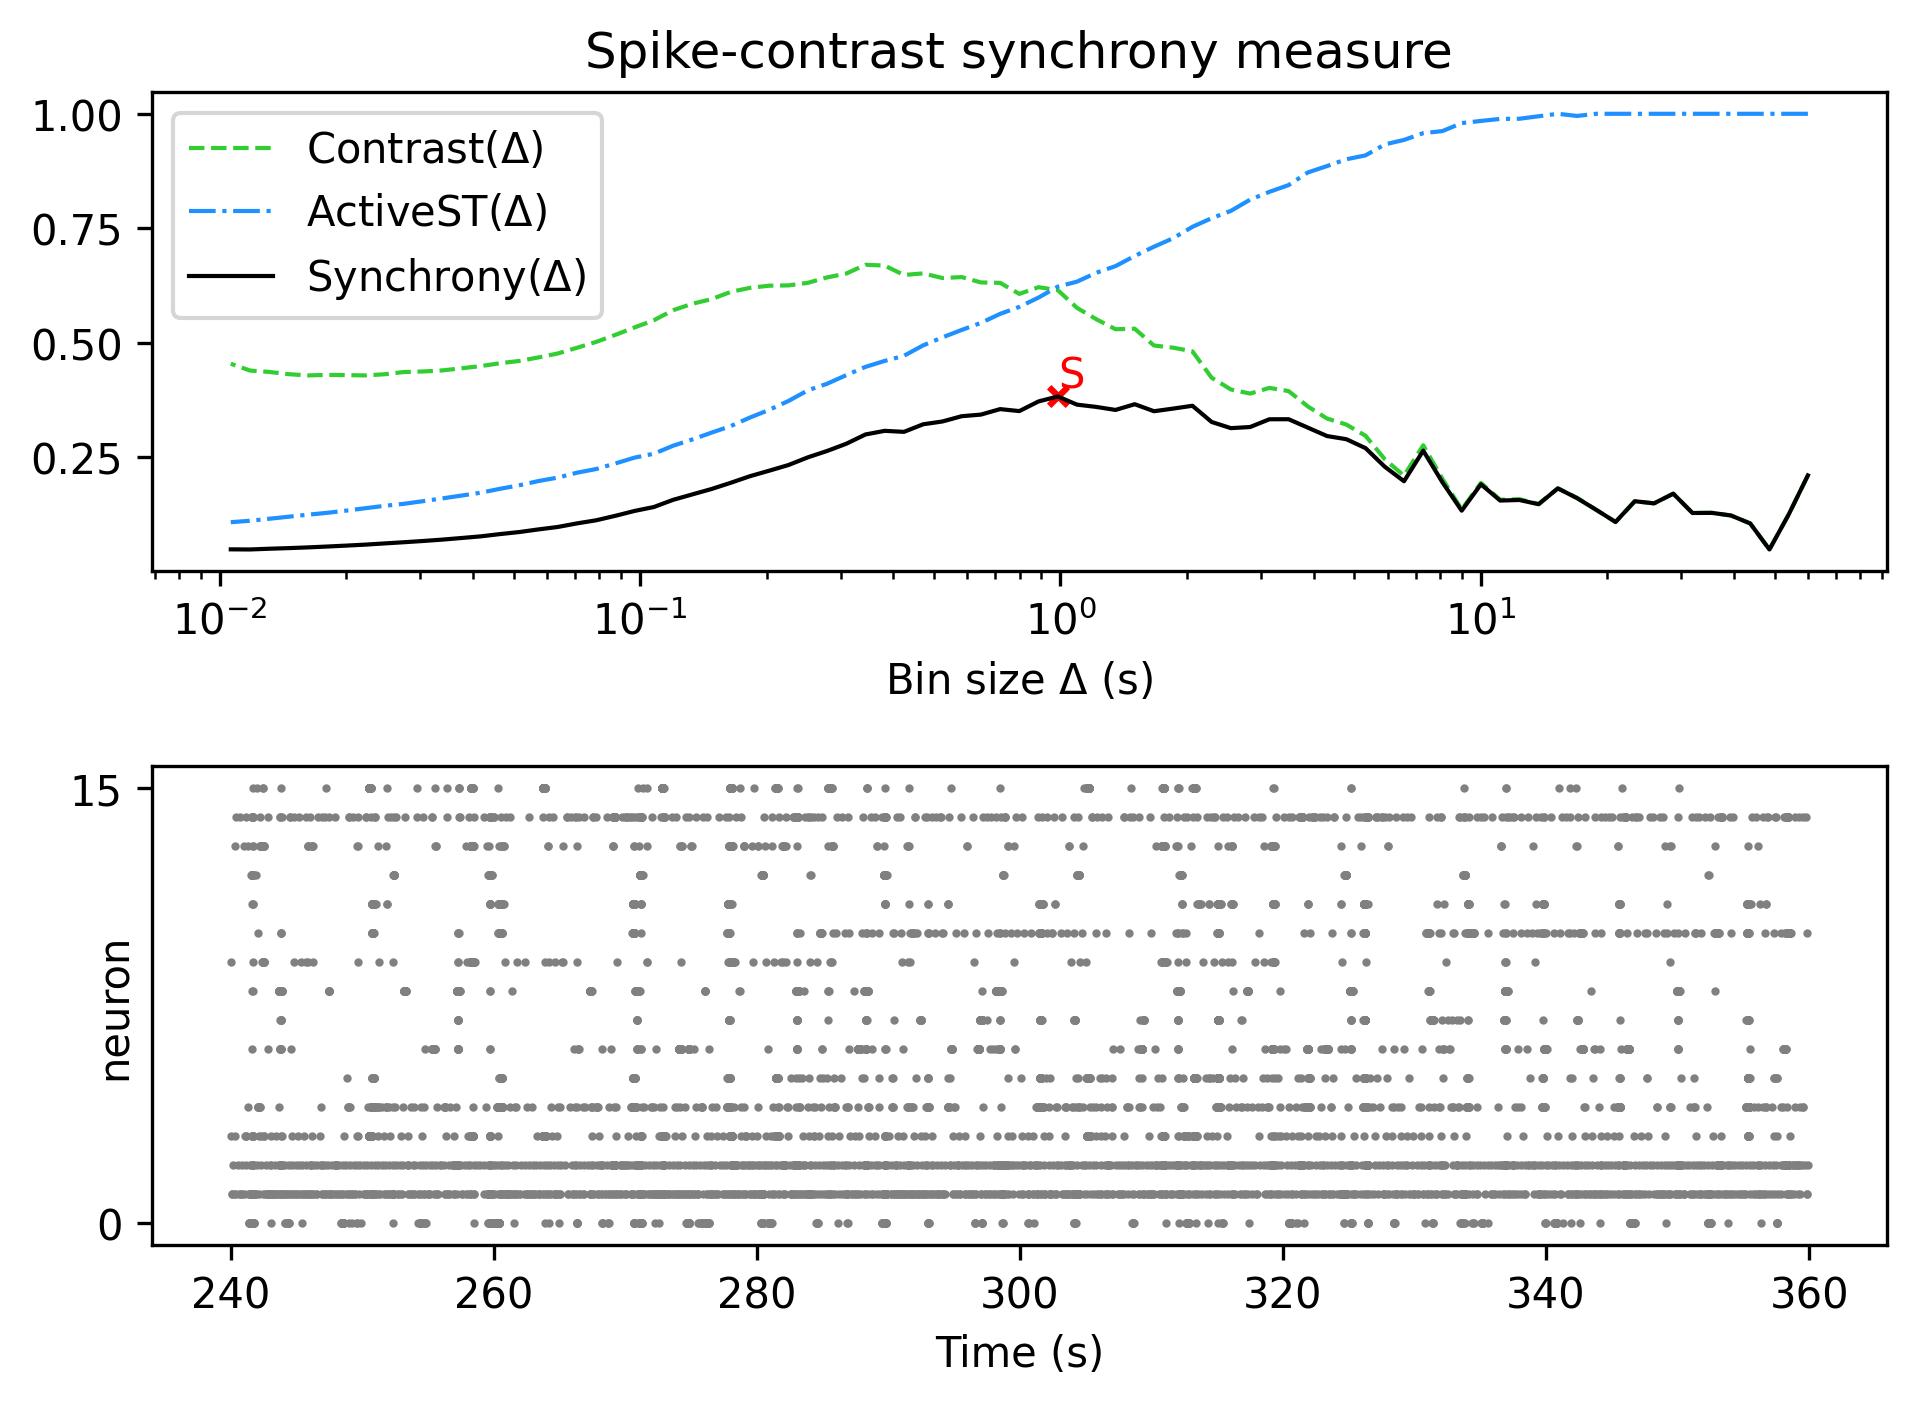 Spike-contrast synchrony measure
1.00
0.75
0.50
0.25
Contrast(Δ)
ActiveST(Δ)
Synchrony(Δ)
S
10⁻² 10⁻¹ 10⁰ 10¹
Bin size Δ (s)
15
0
neuron
240 260 280 300 320 340 360
Time (s)